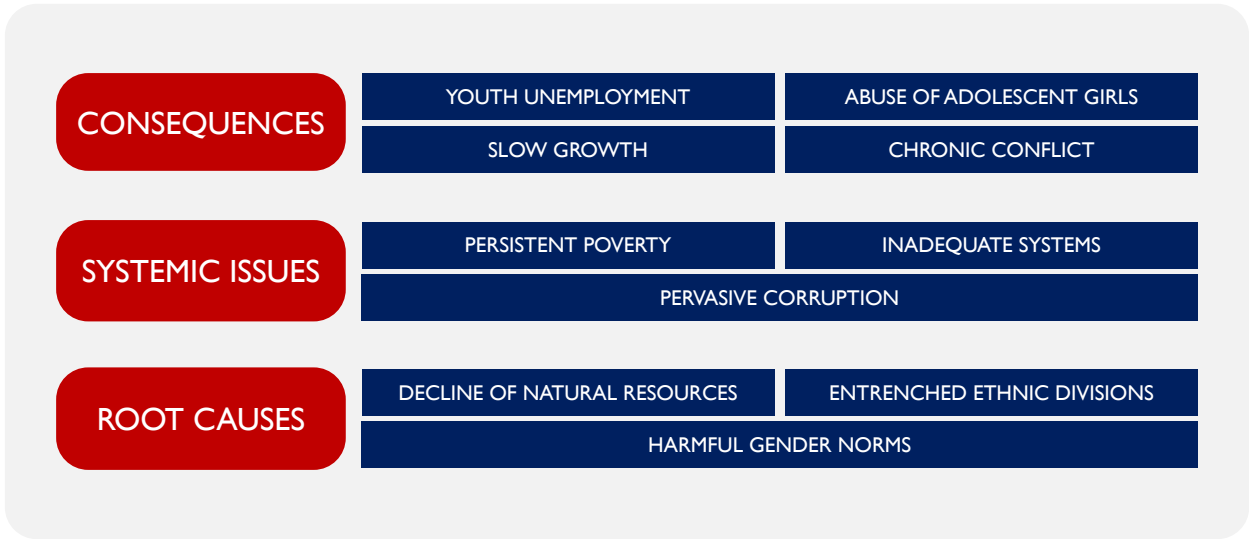 CONSEQUENCES
YOUTH UNEMPLOYMENT
ABUSE OF ADOLESCENT GIRLS
SLOW GROWTH
CHRONIC CONFLICT
SYSTEMIC ISSUES
PERSISTENT POVERTY
INADEQUATE SYSTEMS
PERVASIVE CORRUPTION
ROOT CAUSES
DECLINE OF NATURAL RESOURCES
ENTRENCHED ETHNIC DIVISIONS
HARMFUL GENDER NORMS